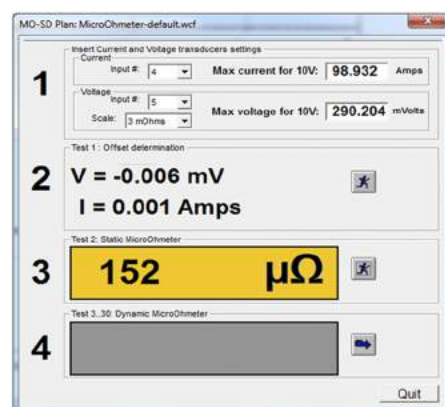 MO-SD Plan: MicroOhmeter-default.wcf
1
Insert Current and Voltage transducers settings
Current
Input #: 4 Max current for 10V: 98.932 Amps
Voltage
Input #: 5
Max voltage for 10V: 290.204 mVolts
Scale: 3 mOhms
2
Test 1 : Offset determination
V = -0.006 mV
I = 0.001 Amps
3
Test 2: Static MicroOhmeter
152 µΩ
4
Test 3..30: Dynamic MicroOhmeter
Quit